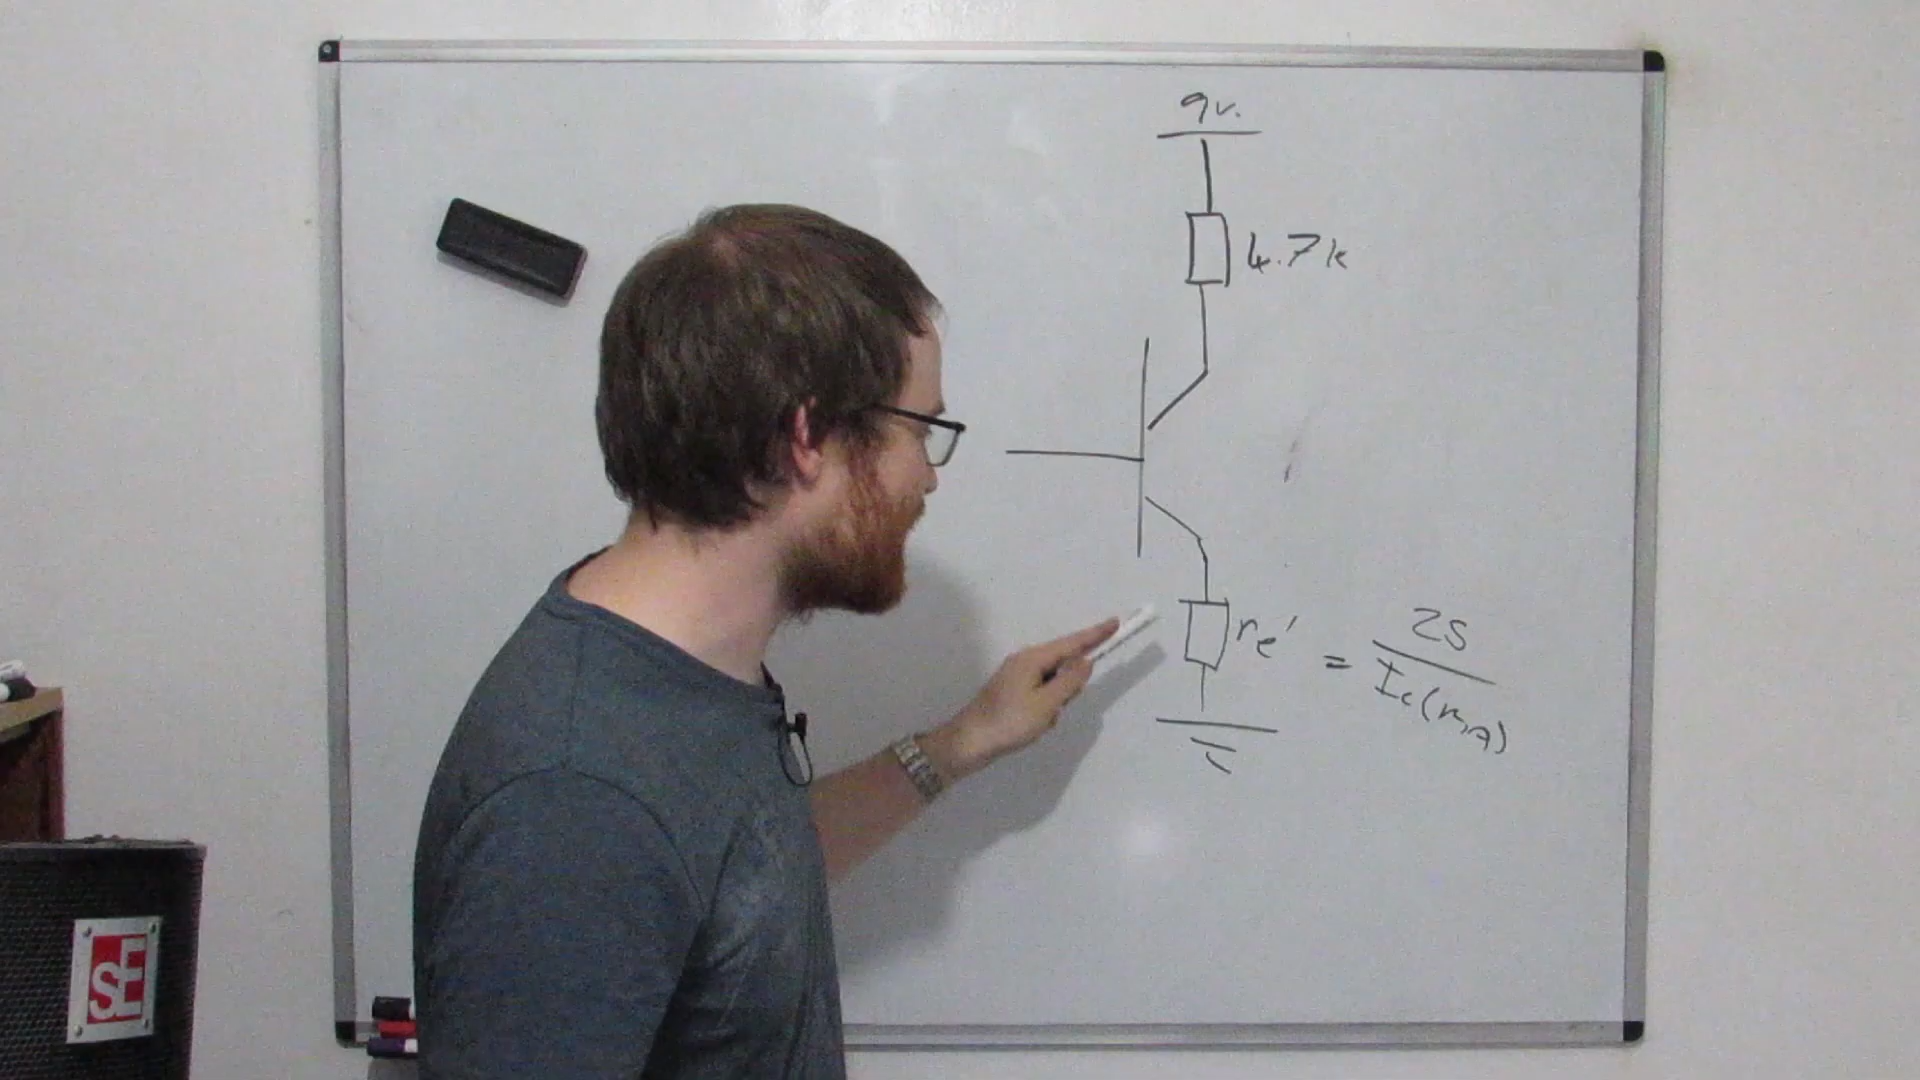 9v.
4.7k
re' = 25
Ic(mA)
SE